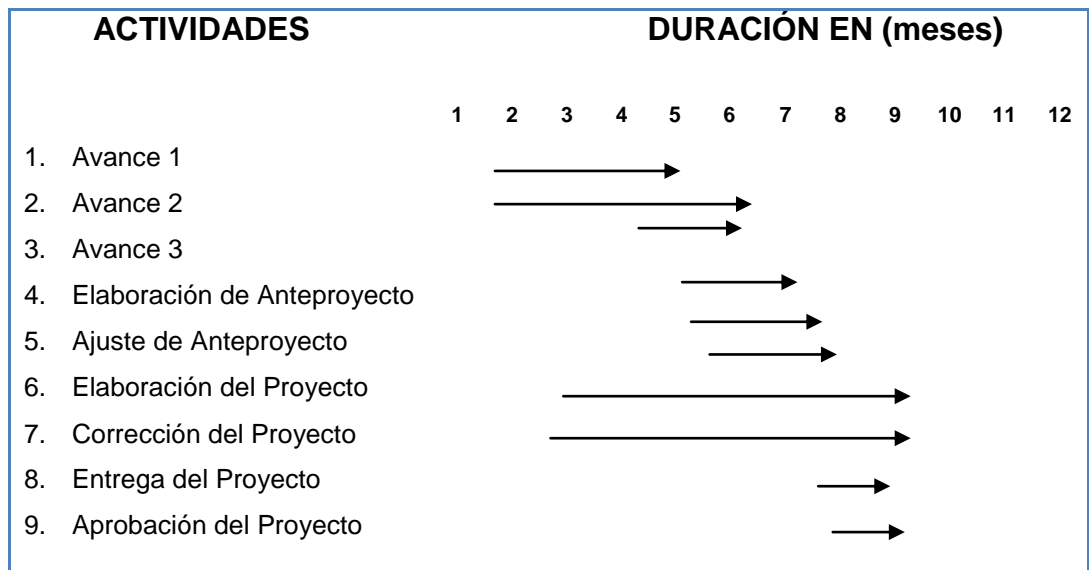 ACTIVIDADES DURACIÓN EN (meses)
1 2 3 4 5 6 7 8 9 10 11 12
1. Avance 1
2. Avance 2
3. Avance 3
4. Elaboración de Anteproyecto
5. Ajuste de Anteproyecto
6. Elaboración del Proyecto
7. Corrección del Proyecto
8. Entrega del Proyecto
9. Aprobación del Proyecto